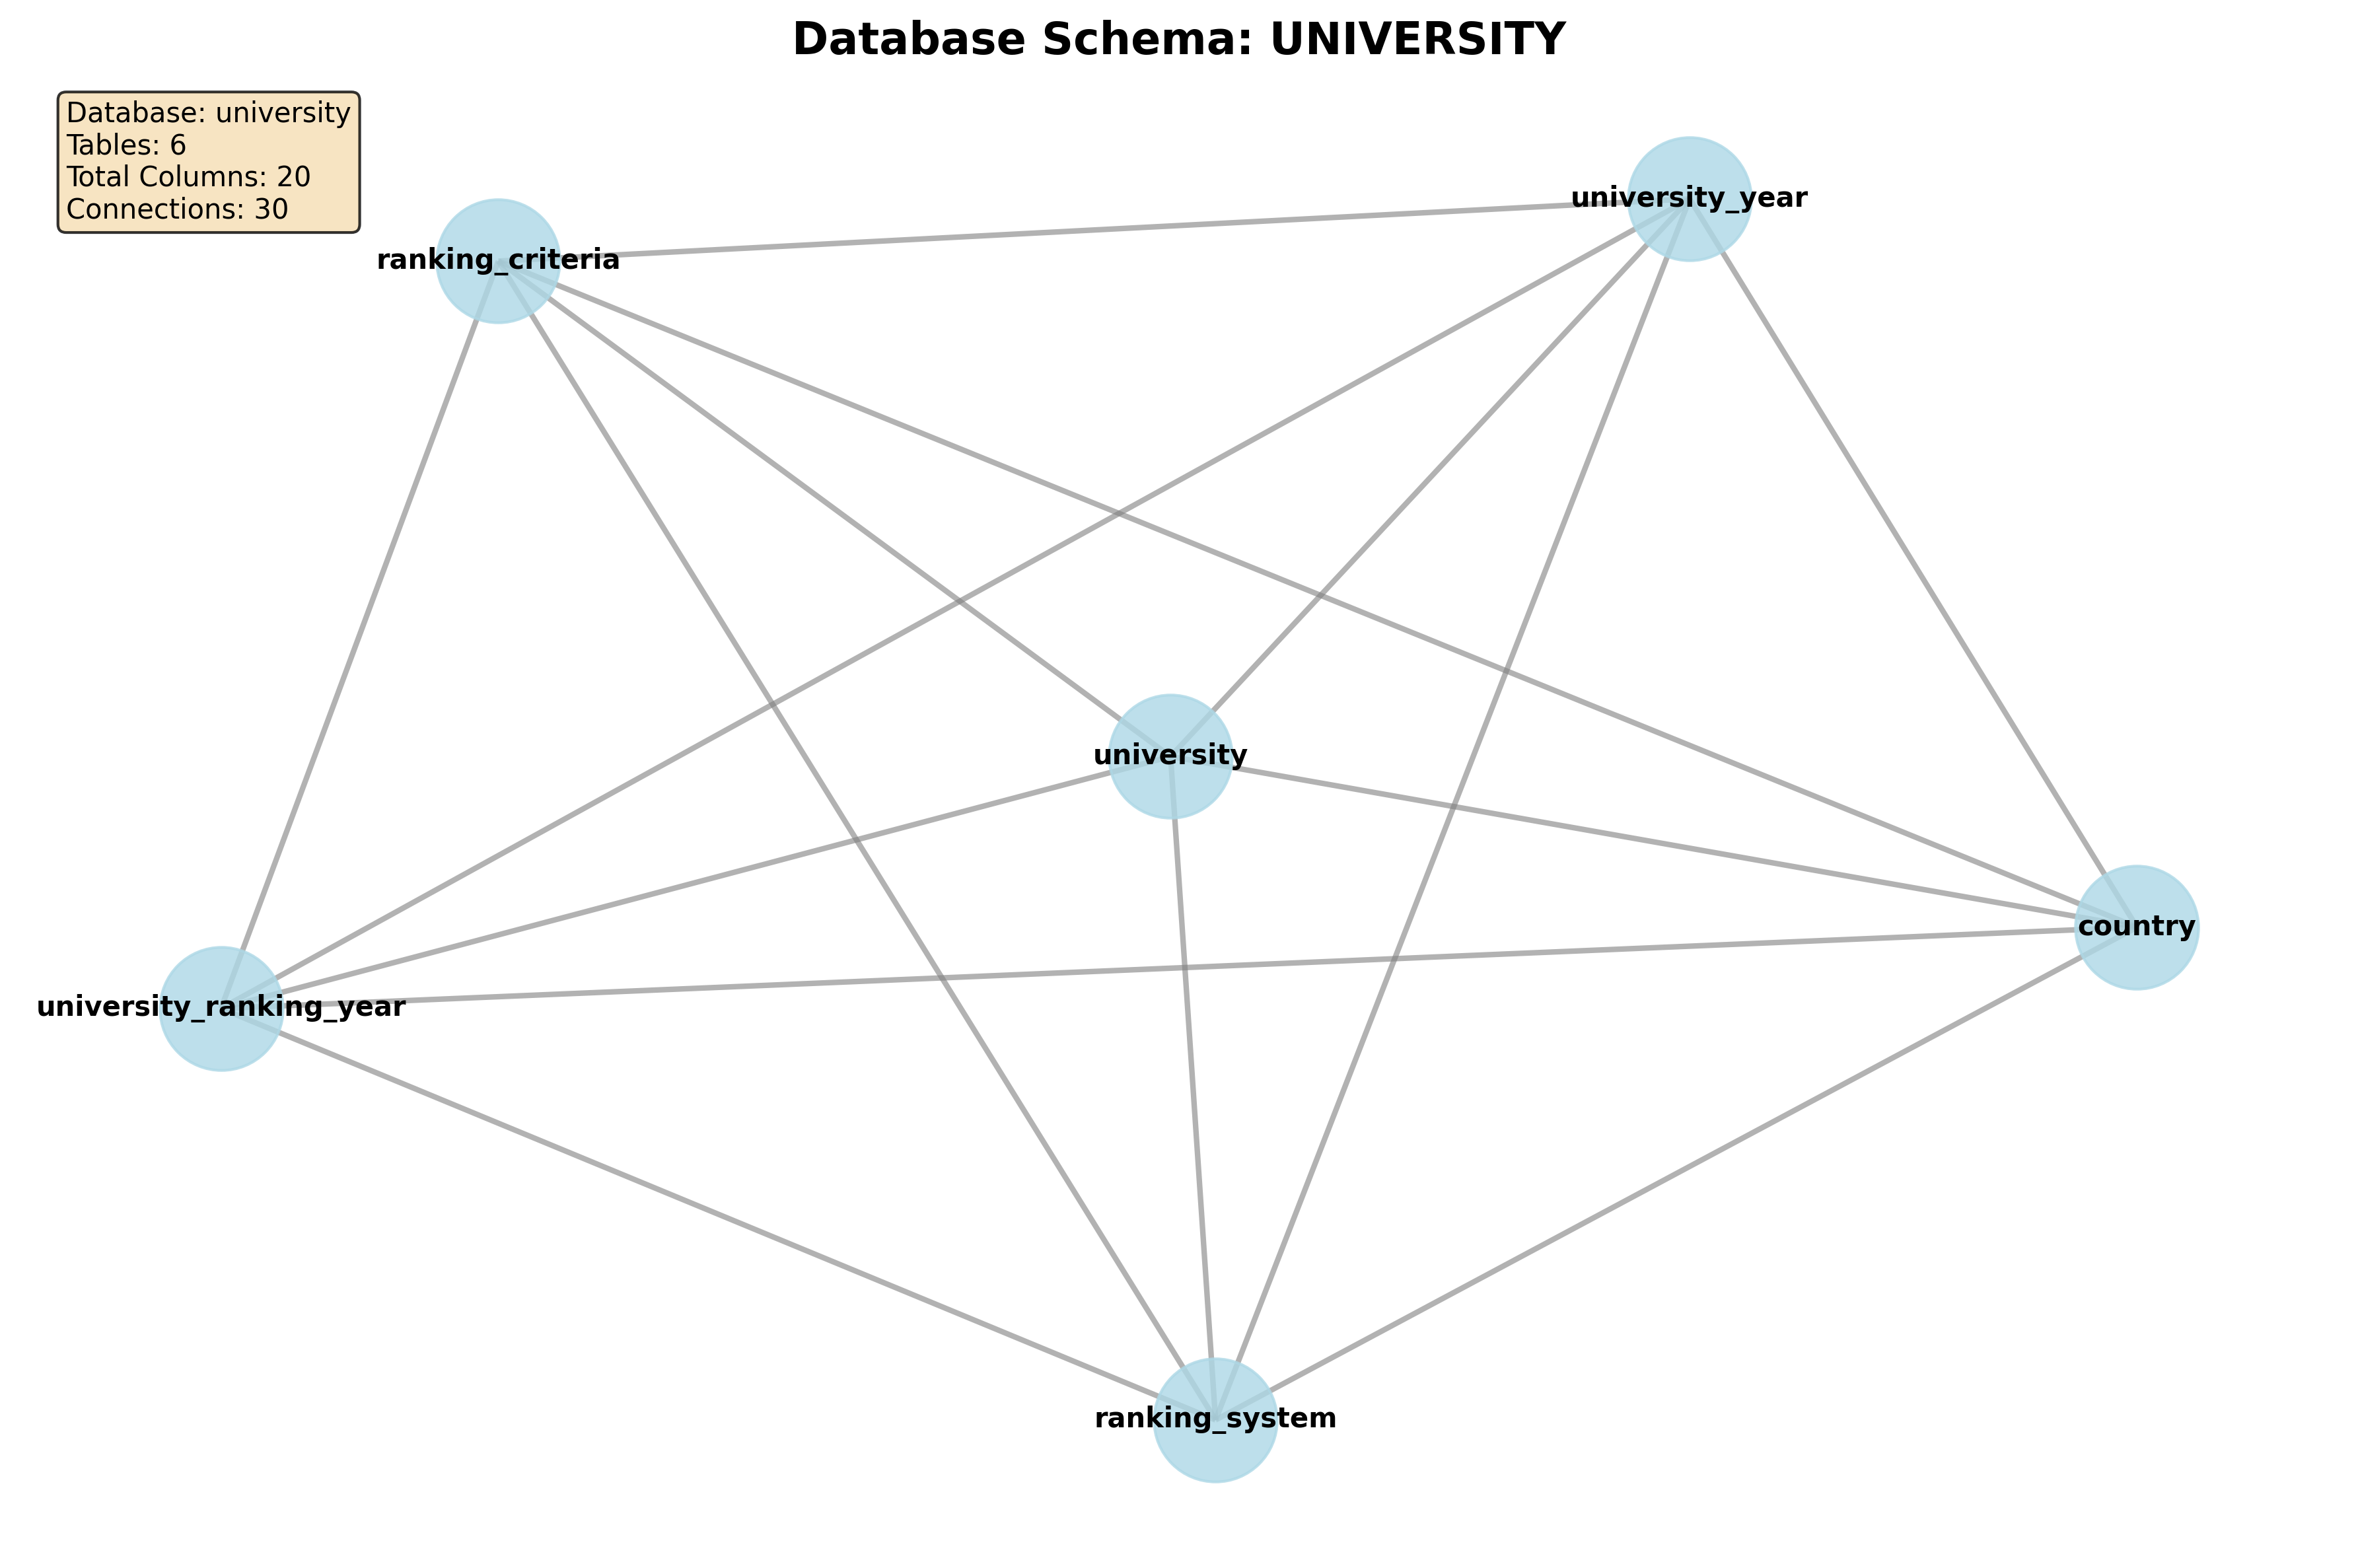 Database Schema: UNIVERSITY
Database: university
Tables: 6
Total Columns: 20
Connections: 30
university_year
ranking_criteria
university
country
university_ranking_year
ranking_system